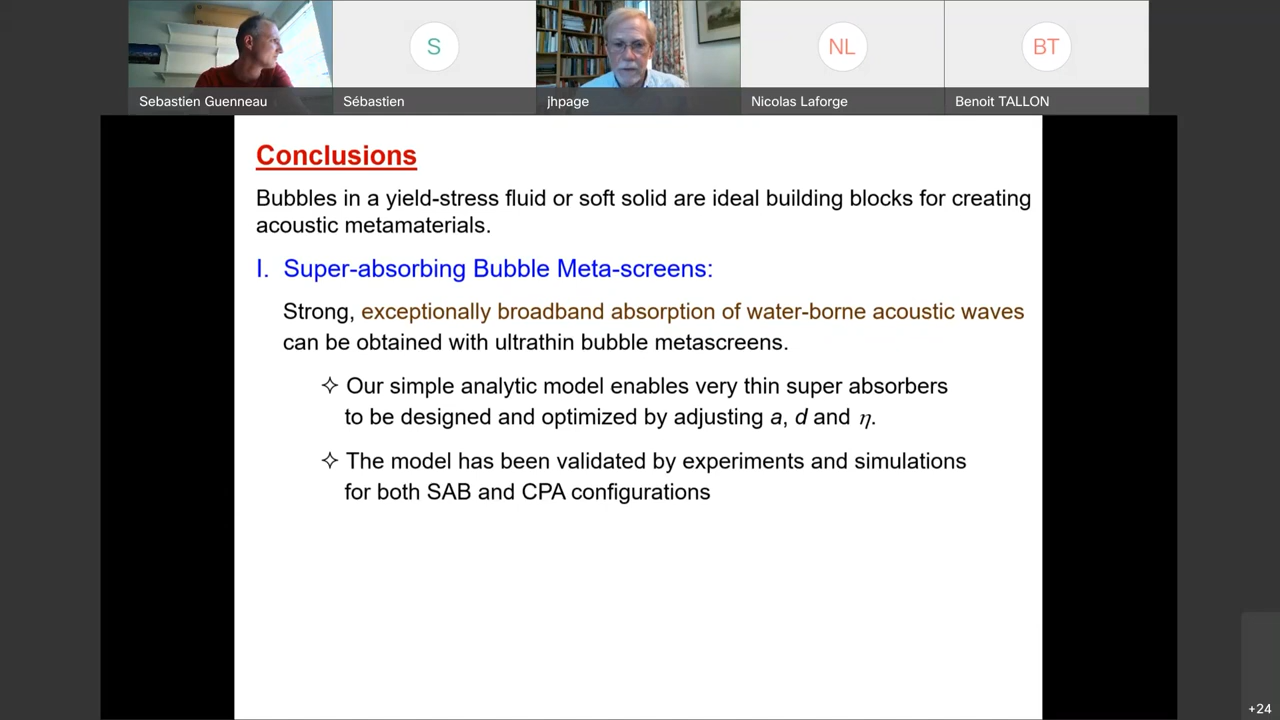 S
NL
BT
Sebastien Guenneau
Sébastien
jhpage
Nicolas Laforge
Benoit TALLON
Conclusions
Bubbles in a yield-stress fluid or soft solid are ideal building blocks for creating
acoustic metamaterials.
I. Super-absorbing Bubble Meta-screens:
Strong, exceptionally broadband absorption of water-borne acoustic waves
can be obtained with ultrathin bubble metascreens.
✧ Our simple analytic model enables very thin super absorbers
to be designed and optimized by adjusting a, d and η.
✧ The model has been validated by experiments and simulations
for both SAB and CPA configurations
+24